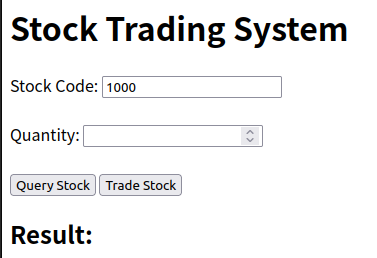 Stock Trading System
Stock Code: 1000
Quantity:
Query Stock Trade Stock
Result: